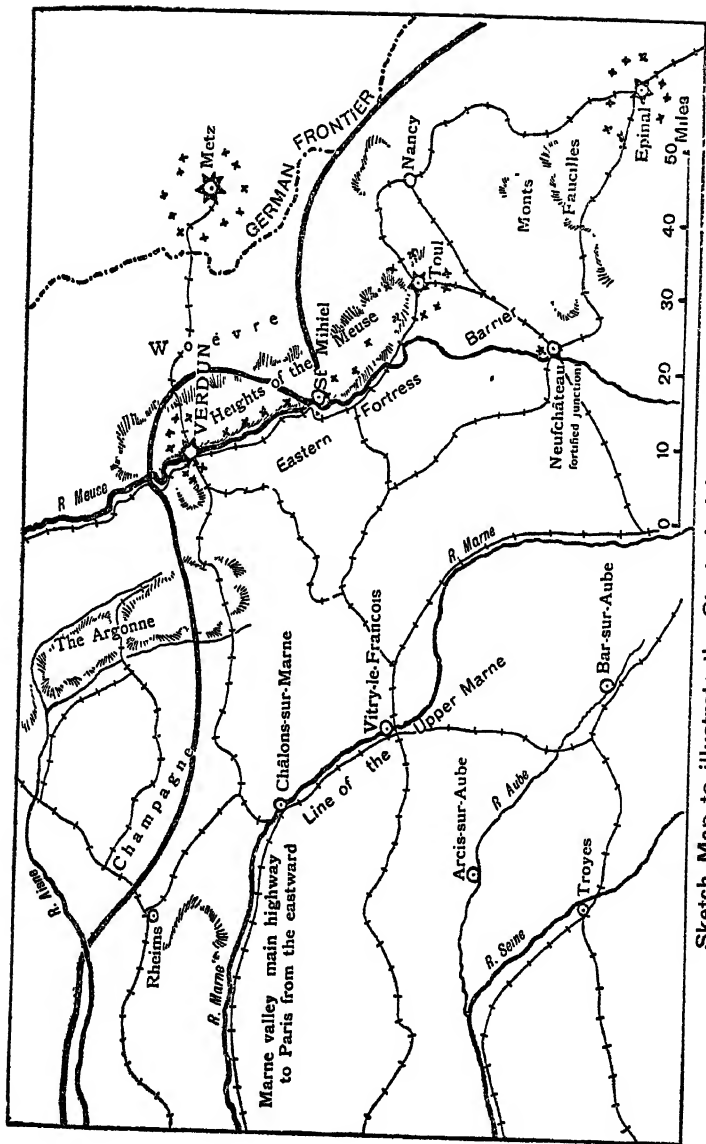 R Meuce
Metz
GERMAN FRONTIER
Wöevre
VERDUN
The Argonne
R. Aisne
Champagne
Rheims
Heights of the Meuse
St Mihiel
Nancy
Toul
Eastern Fortress Barrier
Monts
Faucilles
Epinal
Neufchâteau
fortified junction
Châlons-sur-Marne
R. Marne
Marne valley main highway
to Paris from the eastward
Vitry-le-Francois
Line of the Upper Marne
R. Marne
Arcis-sur-Aube
R Aube
Bar-sur-Aube
R. Seine
Troyes
0 10 20 30 40 50
Miles
Sketch Map to illustrate the